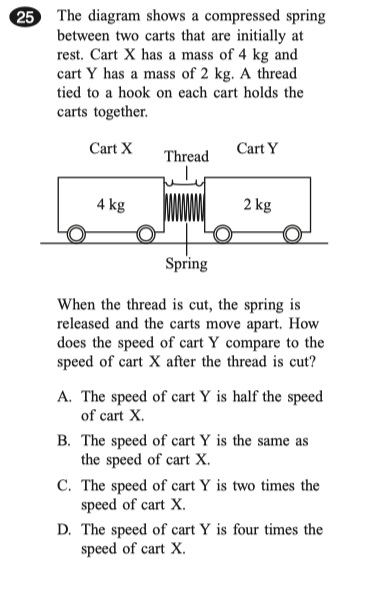 25 The diagram shows a compressed spring
between two carts that are initially at
rest. Cart X has a mass of 4 kg and
cart Y has a mass of 2 kg. A thread
tied to a hook on each cart holds the
carts together.
Cart X Thread Cart Y
4 kg 2 kg
Spring
When the thread is cut, the spring is
released and the carts move apart. How
does the speed of cart Y compare to the
speed of cart X after the thread is cut?
A. The speed of cart Y is half the speed
of cart X.
B. The speed of cart Y is the same as
the speed of cart X.
C. The speed of cart Y is two times the
speed of cart X.
D. The speed of cart Y is four times the
speed of cart X.